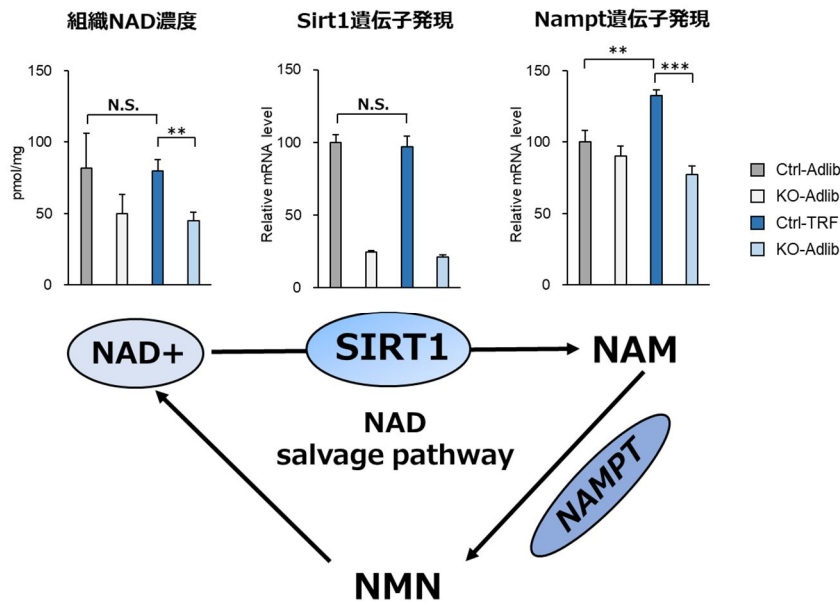 組織NAD濃度
Sirt1遺伝子発現
Nampt遺伝子発現
150
100
50
0
pmol/mg
N.S.
**
150
100
50
0
Relative mRNA level
N.S.
150
100
50
0
Relative mRNA level
**
***
Ctrl-Adlib
KO-Adlib
Ctrl-TRF
KO-Adlib
NAD+
SIRT1
NAM
NAD
salvage pathway
NAMPT
NMN